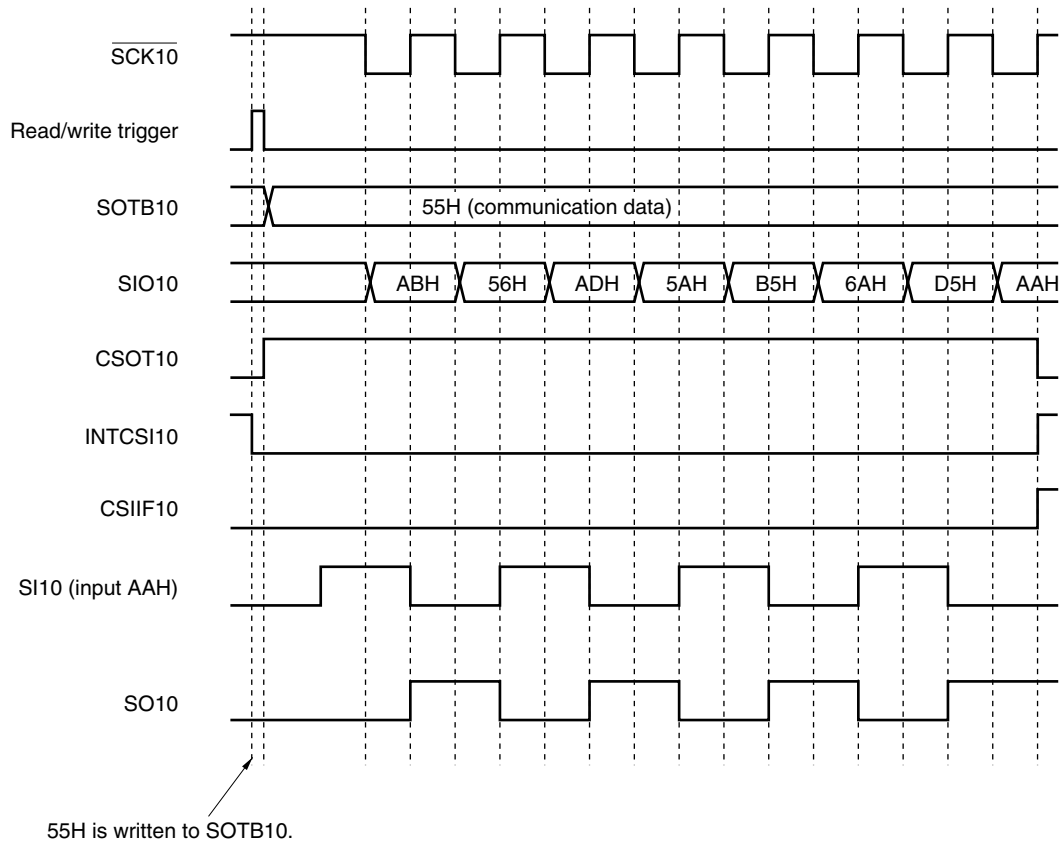 SCK10
Read/write trigger
SOTB10
55H (communication data)
SIO10
ABH
56H
ADH
5AH
B5H
6AH
D5H
AAH
CSOT10
INTCSI10
CSIIF10
SI10 (input AAH)
SO10
55H is written to SOTB10.